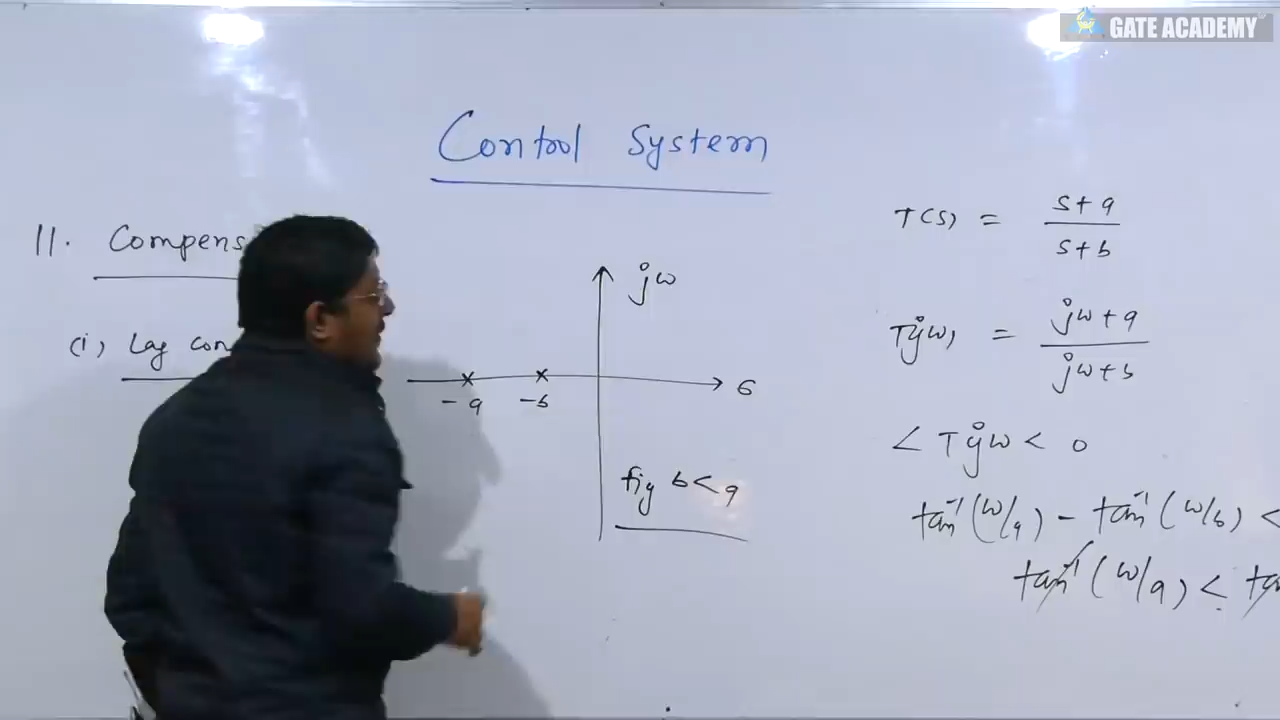 GATE ACADEMY
Control System
11. Compens
(i) Lag con
jω
-a
-b
σ
fig b<a
T(s) = s+a
s+b
T(jω) = jω+a
jω+b
∠T(jω) < 0
tan⁻¹(ω/a) - tan⁻¹(ω/b) <
tan⁻¹(ω/a) < tan